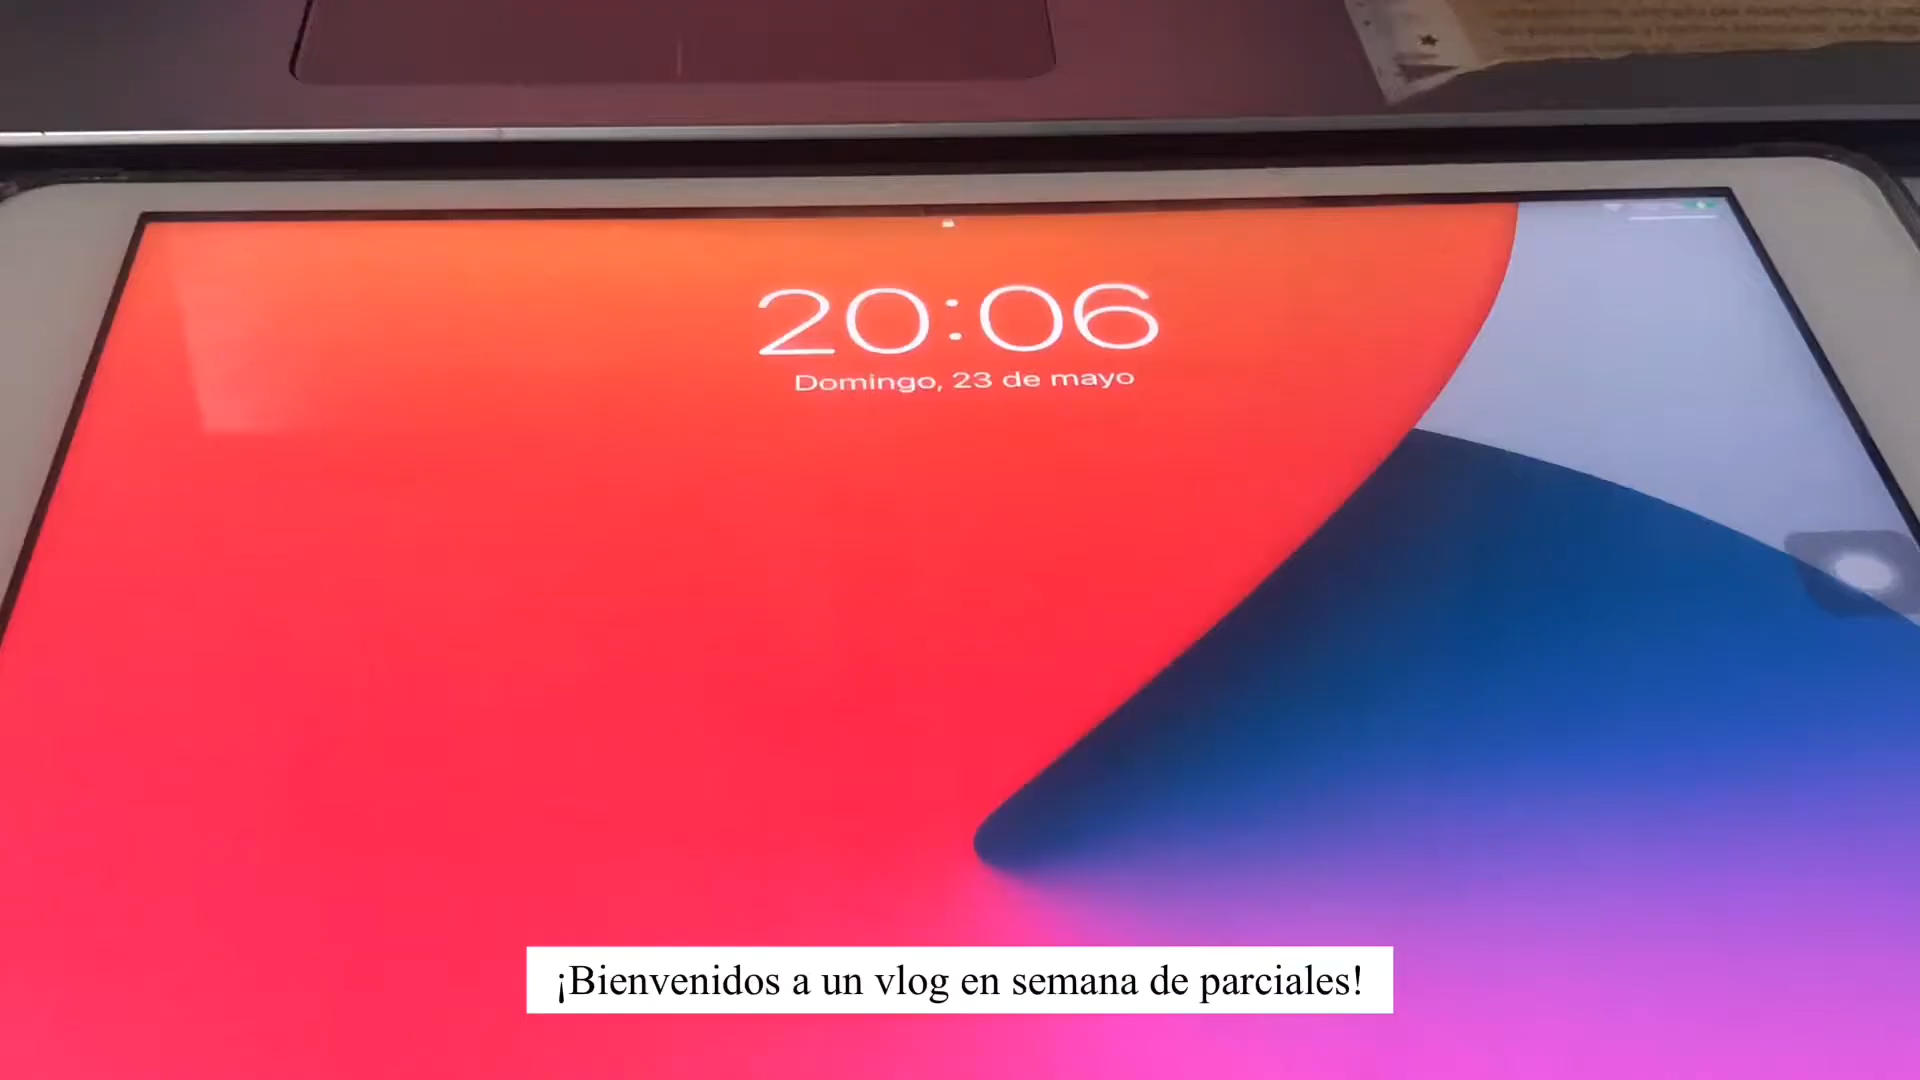 20:06
Domingo, 23 de mayo
¡Bienvenidos a un vlog en semana de parciales!